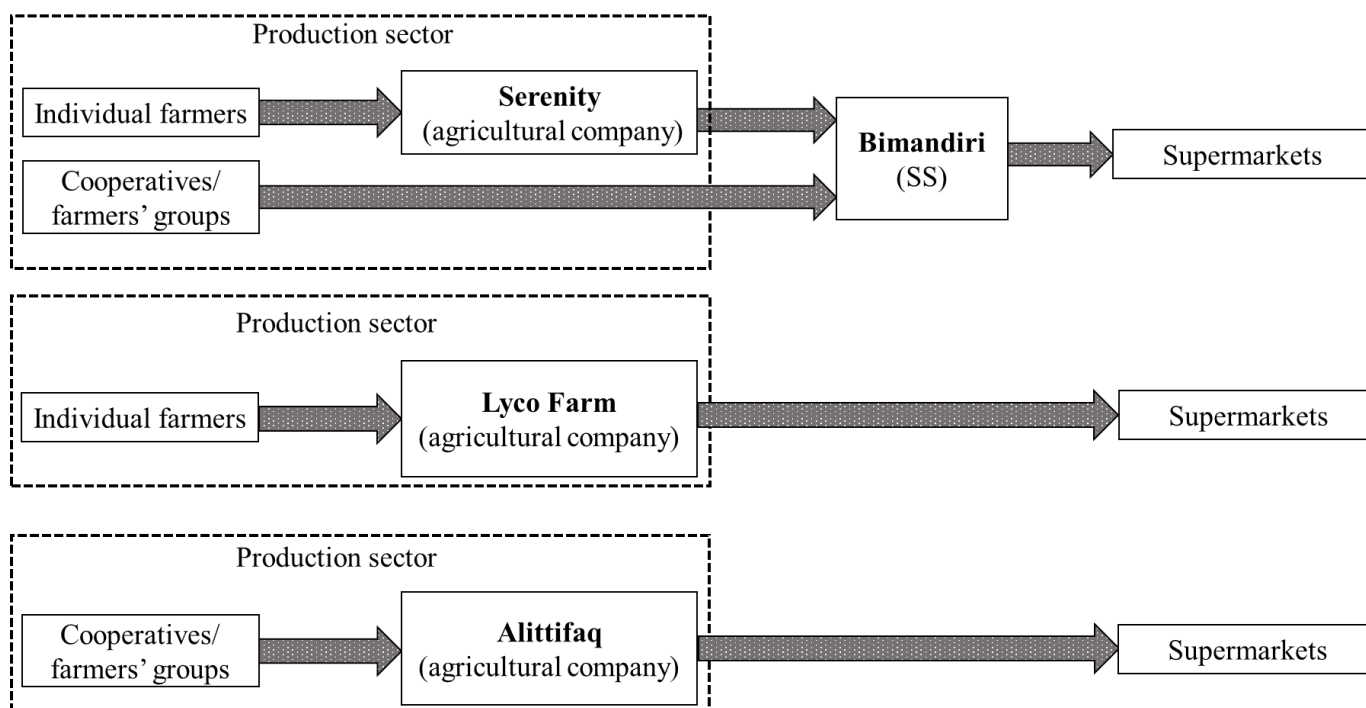 Production sector
Individual farmers
Serenity
(agricultural company)
Cooperatives/
farmers’ groups
Bimandiri
(SS)
Supermarkets
Production sector
Individual farmers
Lyco Farm
(agricultural company)
Supermarkets
Production sector
Cooperatives/
farmers’ groups
Alittifaq
(agricultural company)
Supermarkets